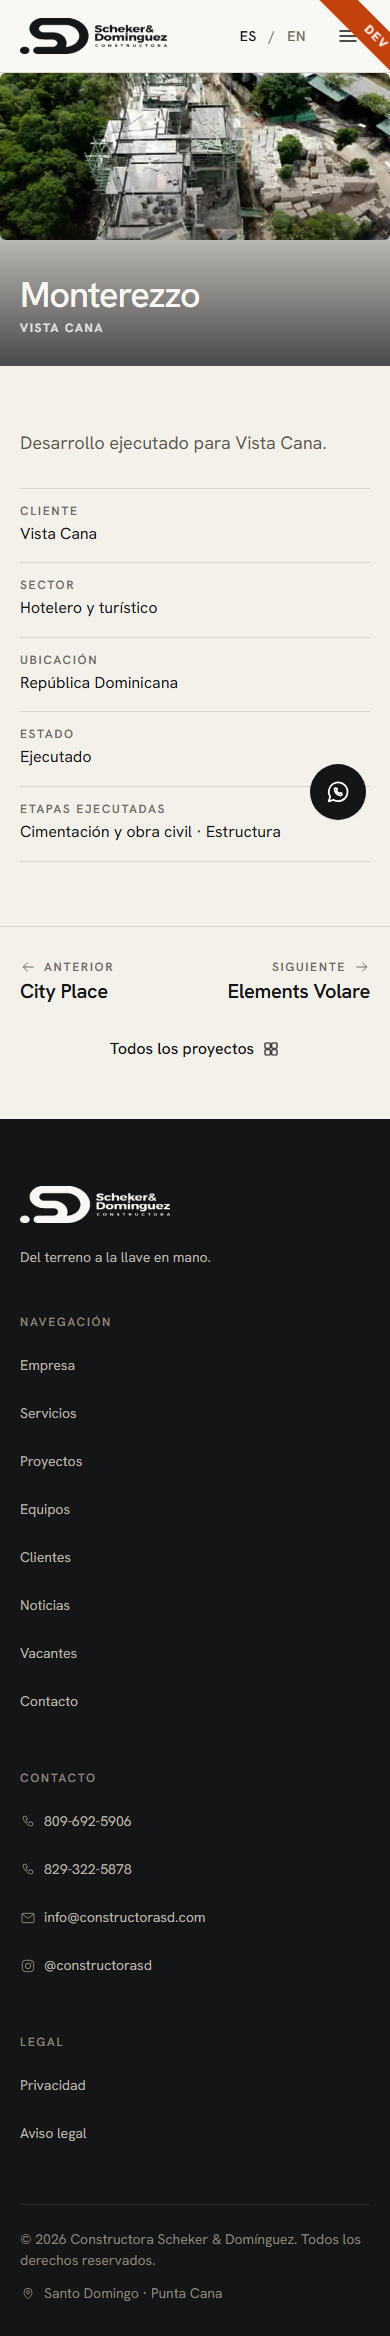 Scheker&
Domínguez
CONSTRUCTORA
ES / EN
DEV
Monterezzo
VISTA CANA
Desarrollo ejecutado para Vista Cana.
CLIENTE
Vista Cana
SECTOR
Hotelero y turístico
UBICACIÓN
República Dominicana
ESTADO
Ejecutado
ETAPAS EJECUTADAS
Cimentación y obra civil · Estructura
ANTERIOR
City Place
SIGUIENTE
Elements Volare
Todos los proyectos
Scheker&
Domínguez
CONSTRUCTORA
Del terreno a la llave en mano.
NAVEGACIÓN
Empresa
Servicios
Proyectos
Equipos
Clientes
Noticias
Vacantes
Contacto
CONTACTO
809-692-5906
829-322-5878
info@constructorasd.com
@constructorasd
LEGAL
Privacidad
Aviso legal
© 2026 Constructora Scheker & Domínguez. Todos los
derechos reservados.
Santo Domingo · Punta Cana